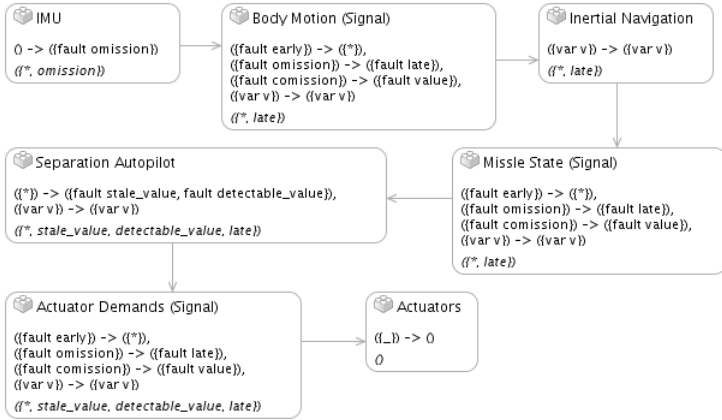 IMU
() -> ({fault omission})
({*, omission})
Body Motion (Signal)
({fault early}) -> ({*}),
({fault omission}) -> ({fault late}),
({fault comission}) -> ({fault value}),
({var v}) -> ({var v})
({*, late})
Inertial Navigation
({var v}) -> ({var v})
({*, late})
Separation Autopilot
({*}) -> ({fault stale_value, fault detectable_value}),
({var v}) -> ({var v})
({*, stale_value, detectable_value, late})
Missle State (Signal)
({fault early}) -> ({*}),
({fault omission}) -> ({fault late}),
({fault comission}) -> ({fault value}),
({var v}) -> ({var v})
({*, late})
Actuator Demands (Signal)
({fault early}) -> ({*}),
({fault omission}) -> ({fault late}),
({fault comission}) -> ({fault value}),
({var v}) -> ({var v})
({*, stale_value, detectable_value, late})
Actuators
({_}) -> ()
()